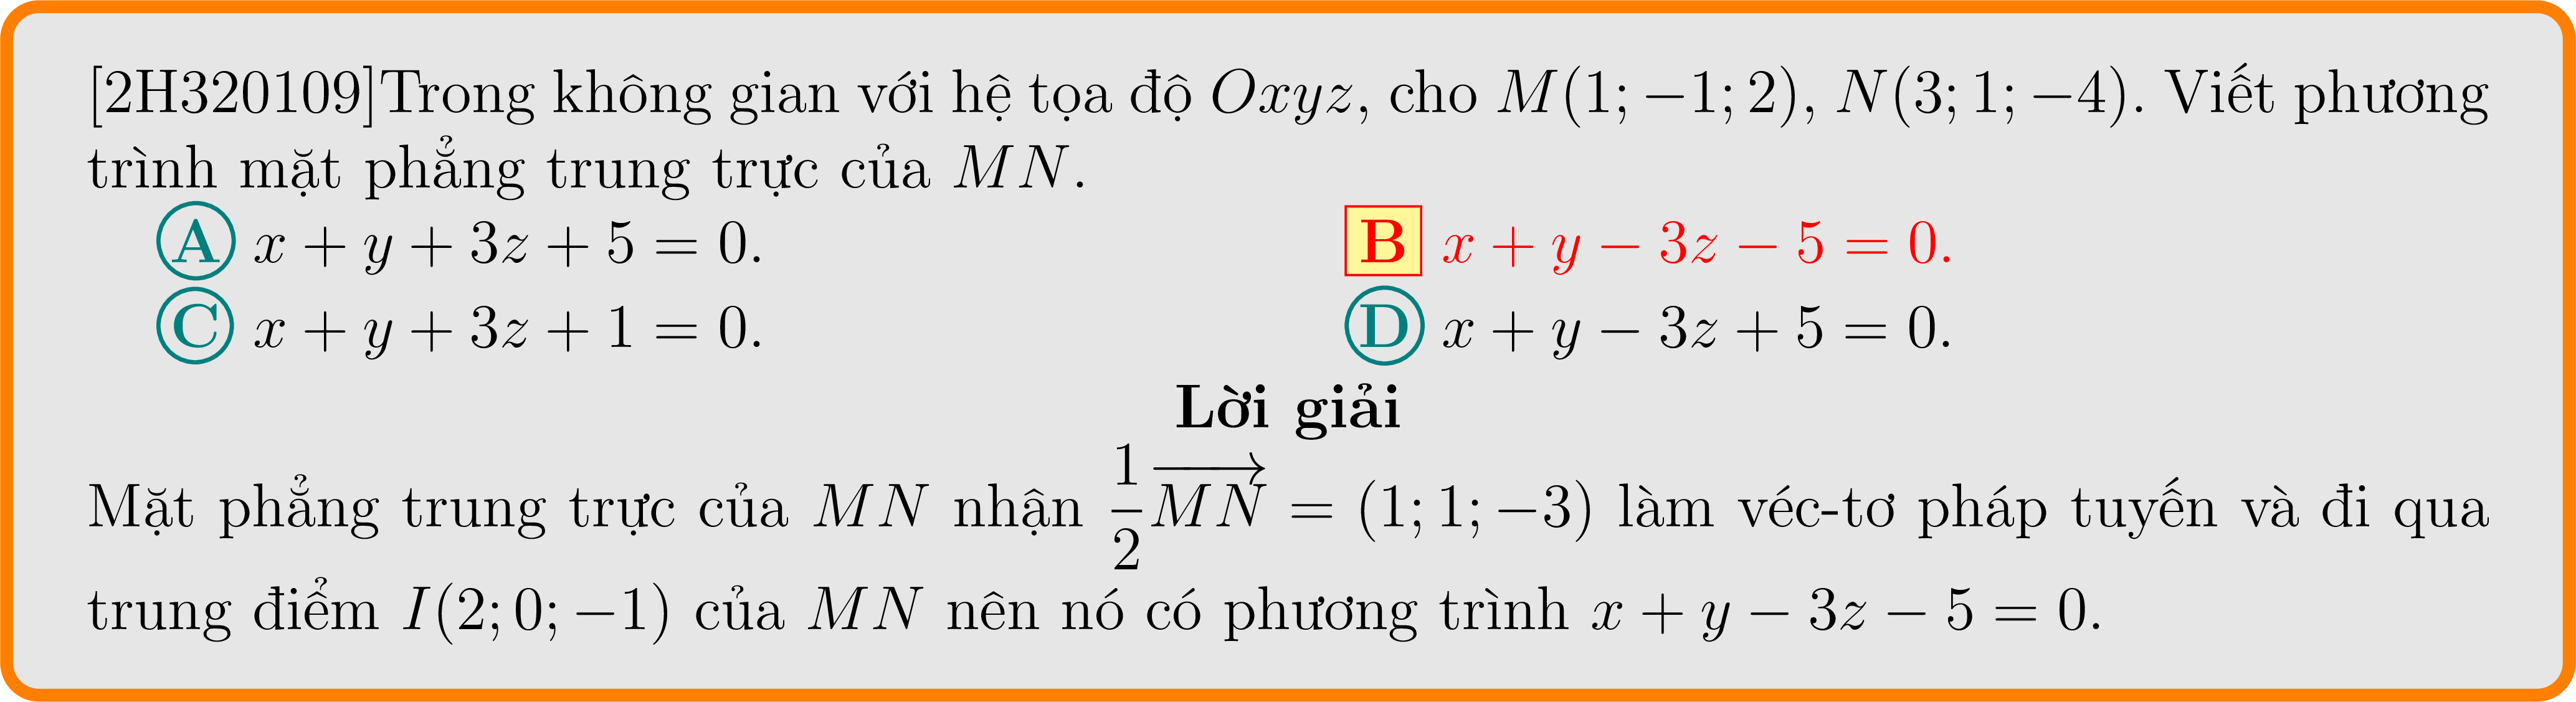 [2H320109]Trong không gian với hệ tọa độ Oxyz, cho M(1; −1; 2), N(3; 1; −4). Viết phương
trình mặt phẳng trung trực của MN.
A x + y + 3z + 5 = 0. B x + y − 3z − 5 = 0.
C x + y + 3z + 1 = 0. D x + y − 3z + 5 = 0.
Lời giải
Mặt phẳng trung trực của MN nhận $\frac{1}{2}\overrightarrow{MN}$ = (1; 1; −3) làm véc-tơ pháp tuyến và đi qua
trung điểm I(2; 0; −1) của MN nên nó có phương trình x + y − 3z − 5 = 0.